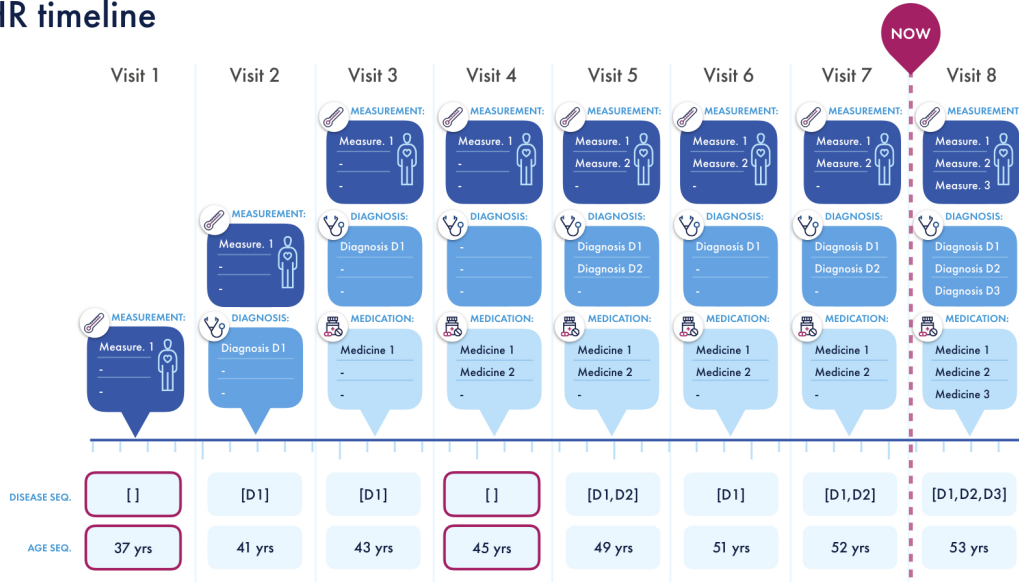 HR timeline
NOW
Visit 1
Visit 2
Visit 3
Visit 4
Visit 5
Visit 6
Visit 7
Visit 8
MEASUREMENT:
Measure. 1
-
-
MEASUREMENT:
Measure. 1
-
-
DIAGNOSIS:
Diagnosis D1
-
-
MEASUREMENT:
Measure. 1
-
-
DIAGNOSIS:
Diagnosis D1
-
-
MEDICATION:
Medicine 1
-
-
MEASUREMENT:
Measure. 1
-
-
DIAGNOSIS:
-
-
-
MEDICATION:
Medicine 1
Medicine 2
-
MEASUREMENT:
Measure. 1
Measure. 2
-
DIAGNOSIS:
Diagnosis D1
Diagnosis D2
-
MEDICATION:
Medicine 1
Medicine 2
-
MEASUREMENT:
Measure. 1
Measure. 2
-
DIAGNOSIS:
Diagnosis D1
-
-
MEDICATION:
Medicine 1
Medicine 2
-
MEASUREMENT:
Measure. 1
Measure. 2
-
DIAGNOSIS:
Diagnosis D1
Diagnosis D2
-
MEDICATION:
Medicine 1
Medicine 2
-
MEASUREMENT
Measure. 1
Measure. 2
Measure. 3
DIAGNOSIS:
Diagnosis D1
Diagnosis D2
Diagnosis D3
MEDICATION:
Medicine 1
Medicine 2
Medicine 3
DISEASE SEQ. [ ] [D1] [D1] [ ] [D1,D2] [D1] [D1,D2] [D1,D2,D3]
AGE SEQ. 37 yrs 41 yrs 43 yrs 45 yrs 49 yrs 51 yrs 52 yrs 53 yrs